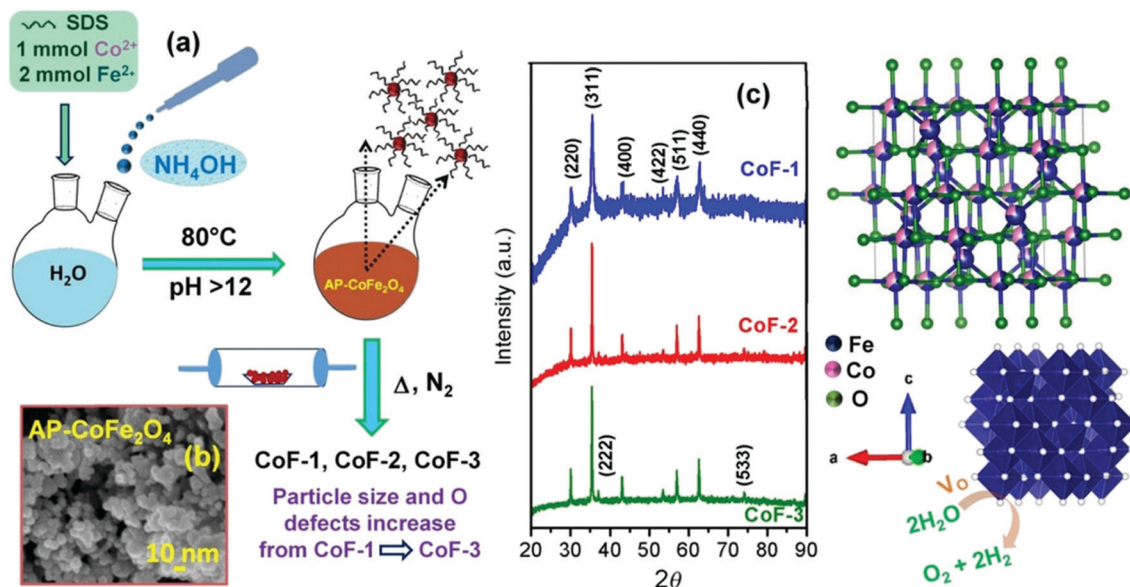 SDS
1 mmol Co²⁺
2 mmol Fe²⁺
(a)
NH₄OH
H₂O
80°C
pH >12
AP-CoFe₂O₄
Δ, N₂
AP-CoFe₂O₄
(b)
10 nm
CoF-1, CoF-2, CoF-3
Particle size and O
defects increase
from CoF-1 ⇨ CoF-3
(c)
Intensity (a.u.)
(220)
(311)
(400)
(422)
(511)
(440)
CoF-1
CoF-2
(222)
(533)
CoF-3
20 30 40 50 60 70 80 90
2θ
Fe
Co
O
c
a
b
Vo
2H₂O
O₂ + 2H₂